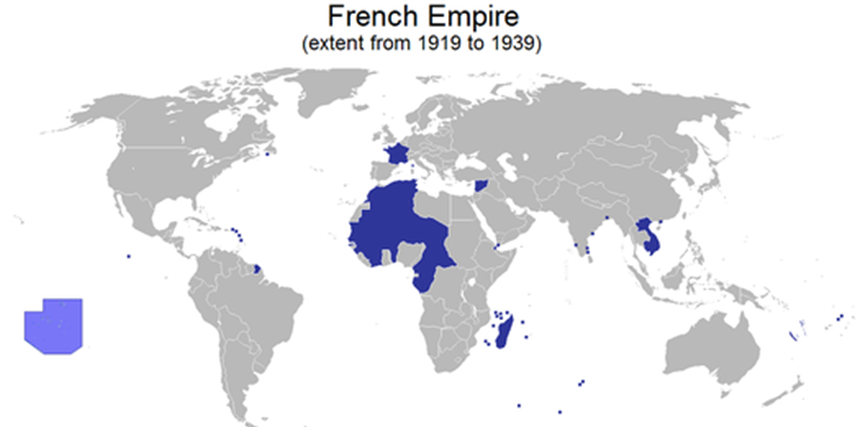 French Empire
(extent from 1919 to 1939)